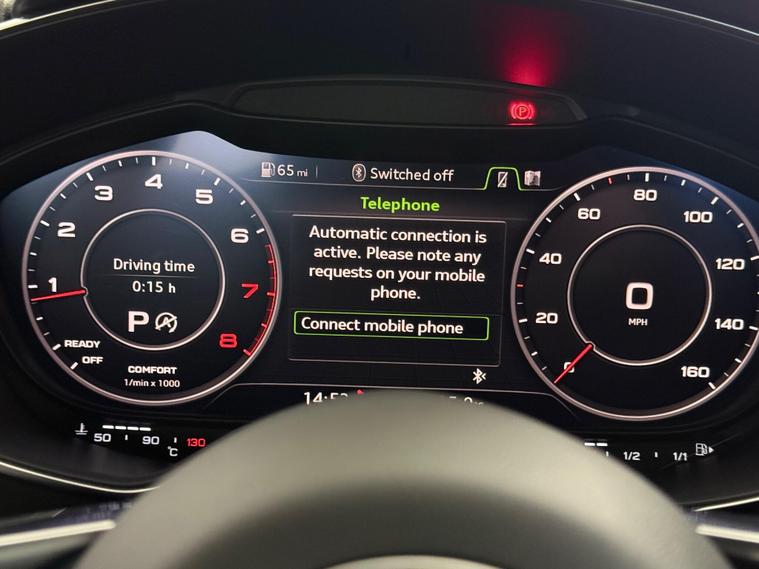 P
65 mi
Switched off
Telephone
Automatic connection is
active. Please note any
requests on your mobile
phone.
Connect mobile phone
1
2
3
4
5
6
7
8
Driving time
0:15 h
P A
READY
OFF
COMFORT
1/min x 1000
0
20
40
60
80
100
120
140
160
0
MPH
50
90
130
°C
1/2
1/1